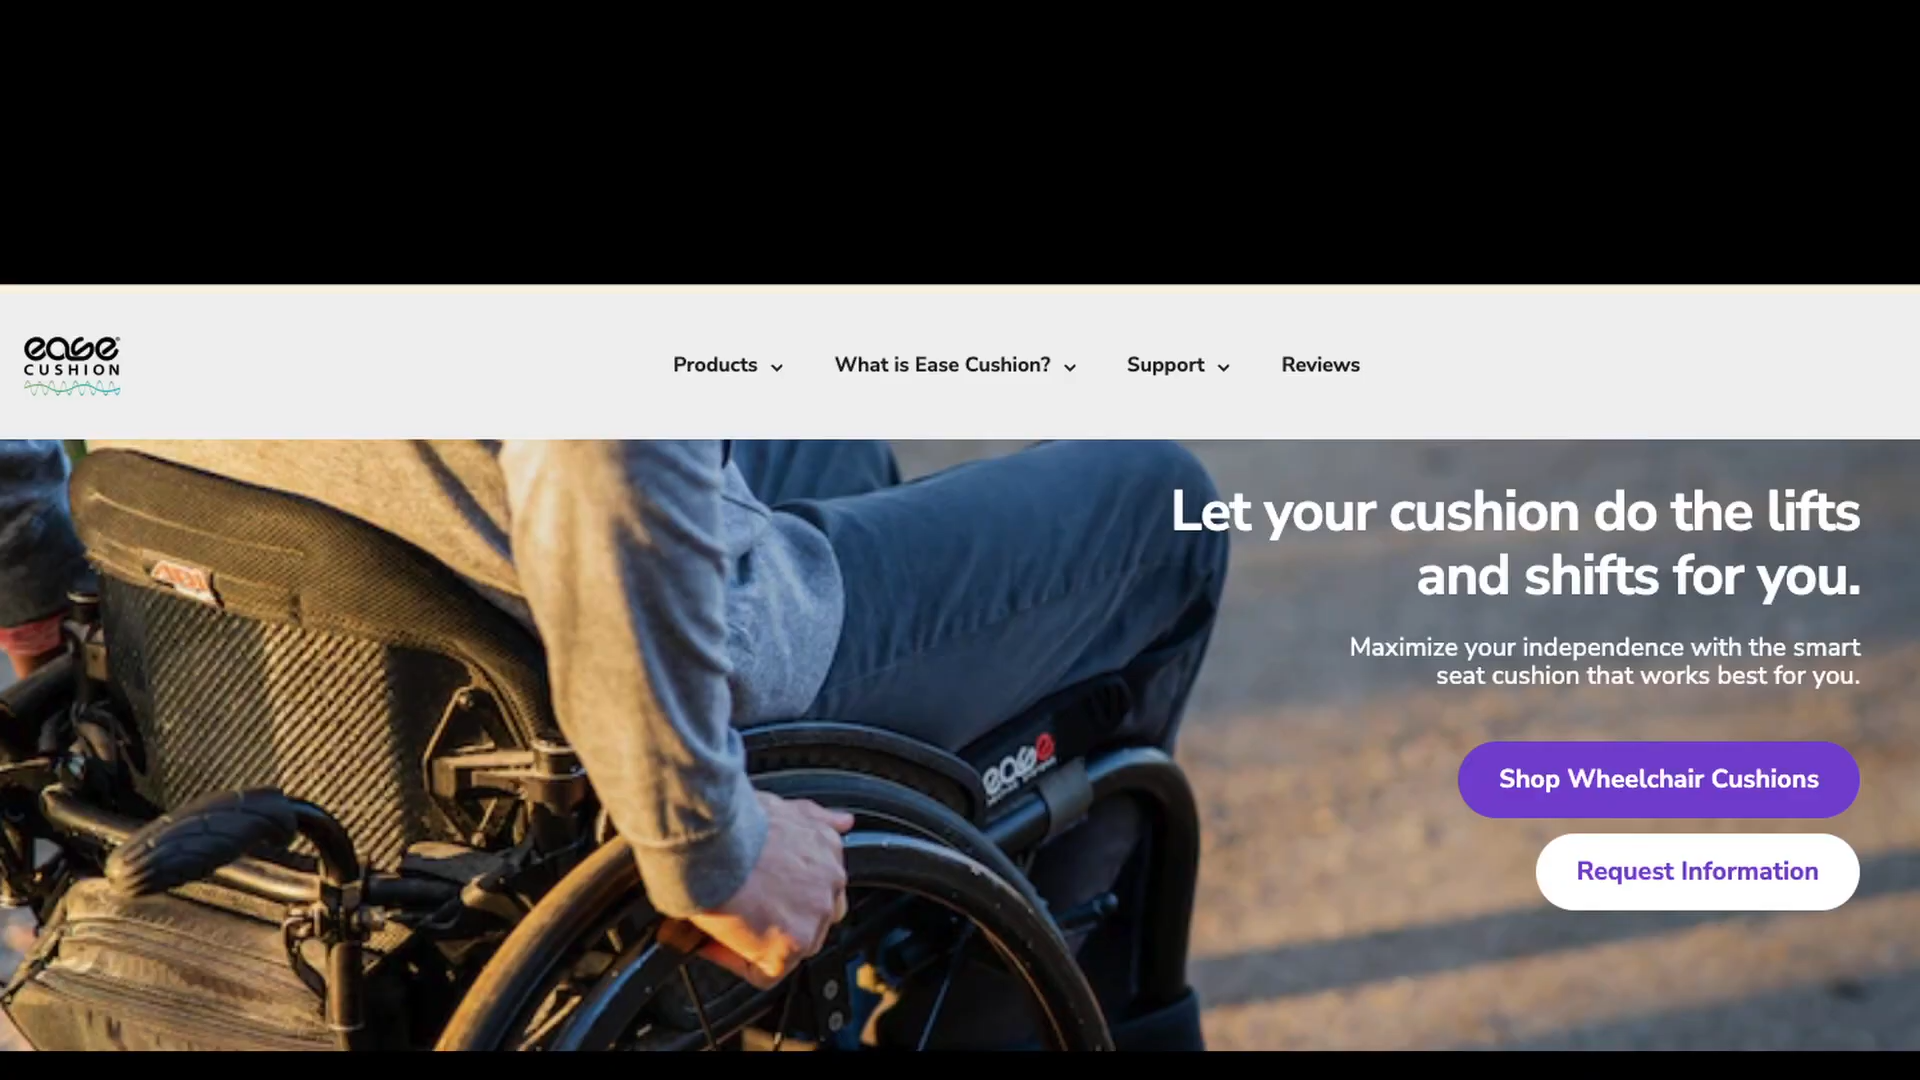 ease
CUSHION
Products
What is Ease Cushion?
Support
Reviews
Let your cushion do the lifts
and shifts for you.
Maximize your independence with the smart
seat cushion that works best for you.
Shop Wheelchair Cushions
Request Information
ease